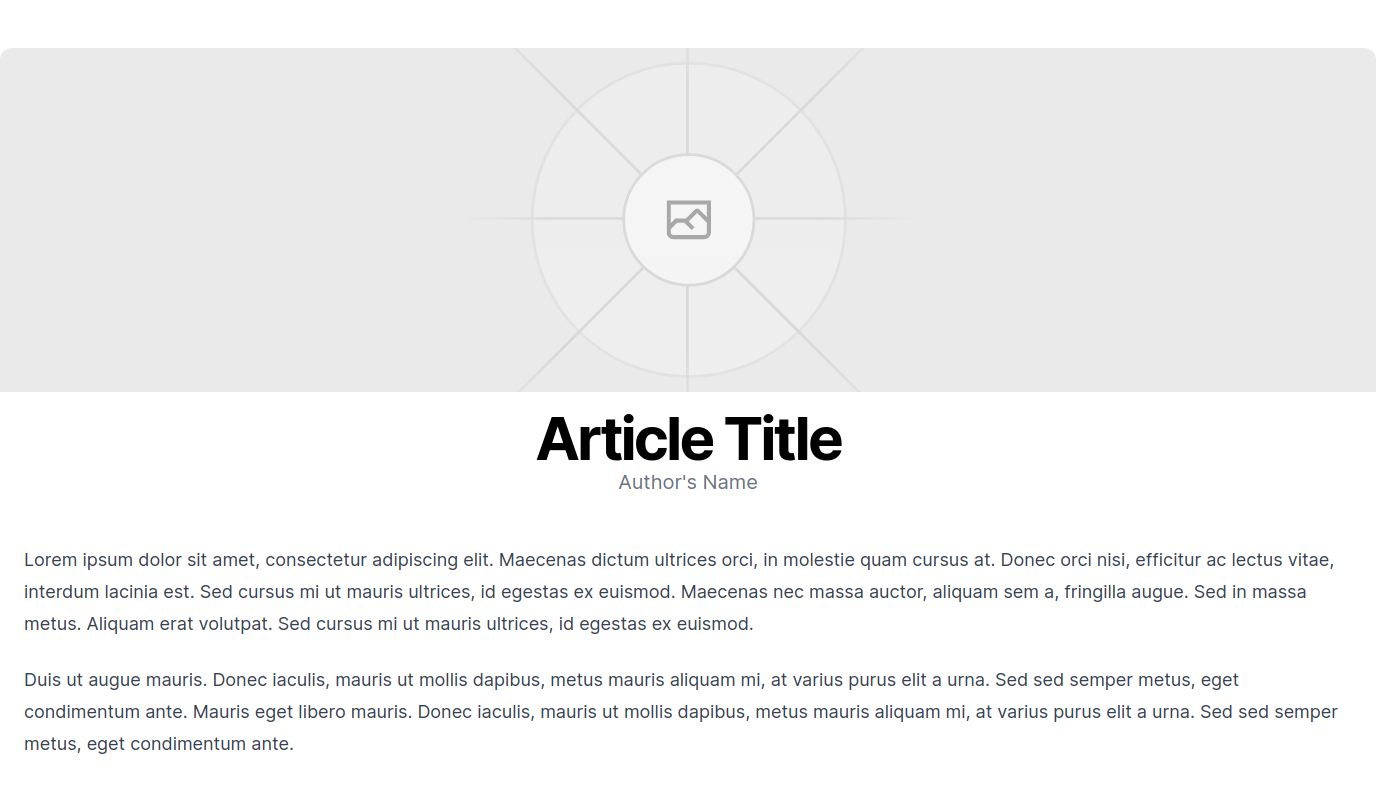 Article Title
Author's Name
Lorem ipsum dolor sit amet, consectetur adipiscing elit. Maecenas dictum ultrices orci, in molestie quam cursus at. Donec orci nisi, efficitur ac lectus vitae,
interdum lacinia est. Sed cursus mi ut mauris ultrices, id egestas ex euismod. Maecenas nec massa auctor, aliquam sem a, fringilla augue. Sed in massa
metus. Aliquam erat volutpat. Sed cursus mi ut mauris ultrices, id egestas ex euismod.
Duis ut augue mauris. Donec iaculis, mauris ut mollis dapibus, metus mauris aliquam mi, at varius purus elit a urna. Sed sed semper metus, eget
condimentum ante. Mauris eget libero mauris. Donec iaculis, mauris ut mollis dapibus, metus mauris aliquam mi, at varius purus elit a urna. Sed sed semper
metus, eget condimentum ante.